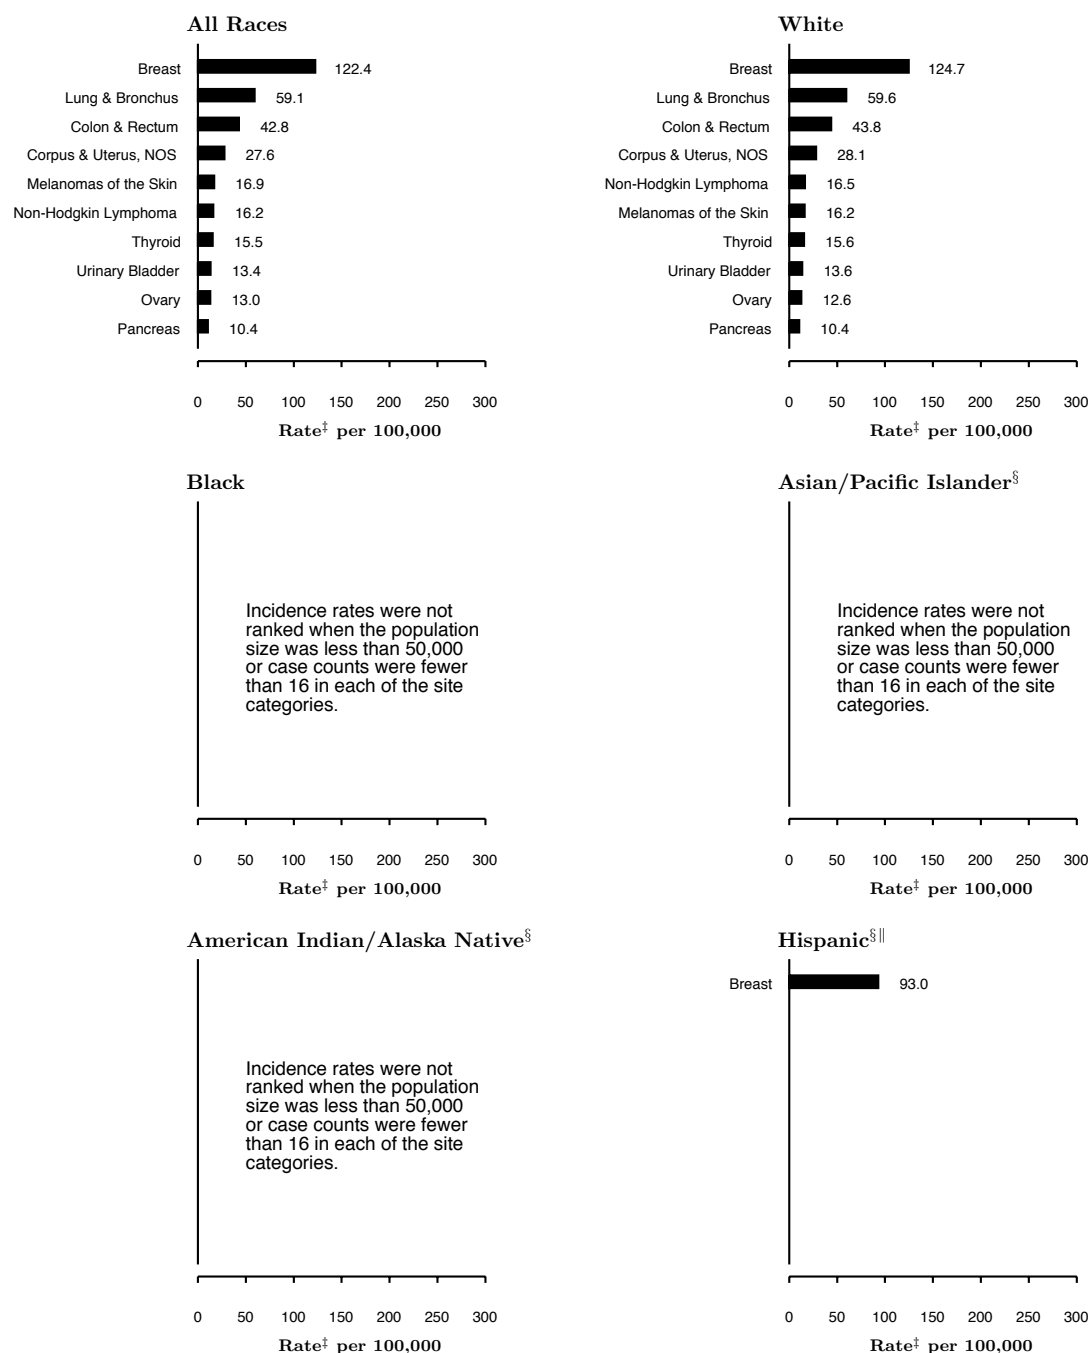 All Races
Breast 122.4
Lung & Bronchus 59.1
Colon & Rectum 42.8
Corpus & Uterus, NOS 27.6
Melanomas of the Skin 16.9
Non-Hodgkin Lymphoma 16.2
Thyroid 15.5
Urinary Bladder 13.4
Ovary 13.0
Pancreas 10.4
0 50 100 150 200 250 300
Rate‡ per 100,000
White
Breast 124.7
Lung & Bronchus 59.6
Colon & Rectum 43.8
Corpus & Uterus, NOS 28.1
Non-Hodgkin Lymphoma 16.5
Melanomas of the Skin 16.2
Thyroid 15.6
Urinary Bladder 13.6
Ovary 12.6
Pancreas 10.4
0 50 100 150 200 250 300
Rate‡ per 100,000
Black
Incidence rates were not
ranked when the population
size was less than 50,000
or case counts were fewer
than 16 in each of the site
categories.
0 50 100 150 200 250 300
Rate‡ per 100,000
Asian/Pacific Islander§
Incidence rates were not
ranked when the population
size was less than 50,000
or case counts were fewer
than 16 in each of the site
categories.
0 50 100 150 200 250 300
Rate‡ per 100,000
American Indian/Alaska Native§
Incidence rates were not
ranked when the population
size was less than 50,000
or case counts were fewer
than 16 in each of the site
categories.
0 50 100 150 200 250 300
Rate‡ per 100,000
Hispanic§‖
Breast 93.0
0 50 100 150 200 250 300
Rate‡ per 100,000